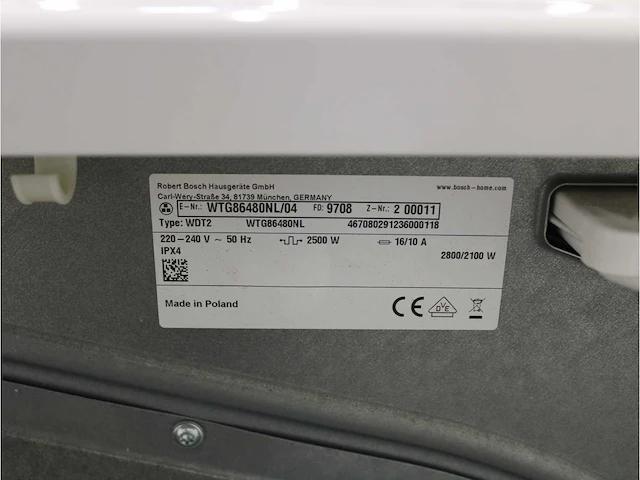 Robert Bosch Hausgeräte GmbH www.bosch-home.com
Carl-Wery-Straße 34, 81739 München, GERMANY
E-Nr.: WTG86480NL/04 FD: 9708 Z-Nr.: 2 00011
Type: WDT2 WTG86480NL 467080291236000118
220-240 V ~ 50 Hz 2500 W 16/10 A
IPX4 2800/2100 W
Made in Poland CE DVE